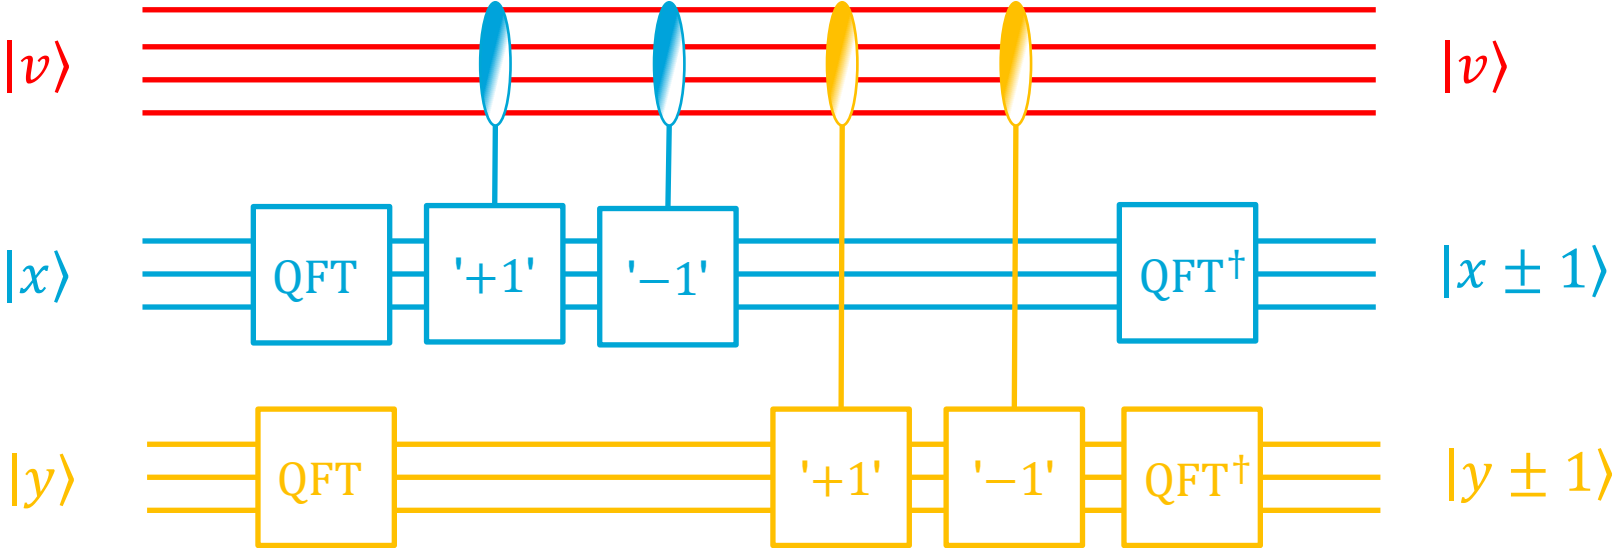 |v⟩ |v⟩
|x⟩ QFT '+1' '−1' QFT† |x ± 1⟩
|y⟩ QFT '+1' '−1' QFT† |y ± 1⟩